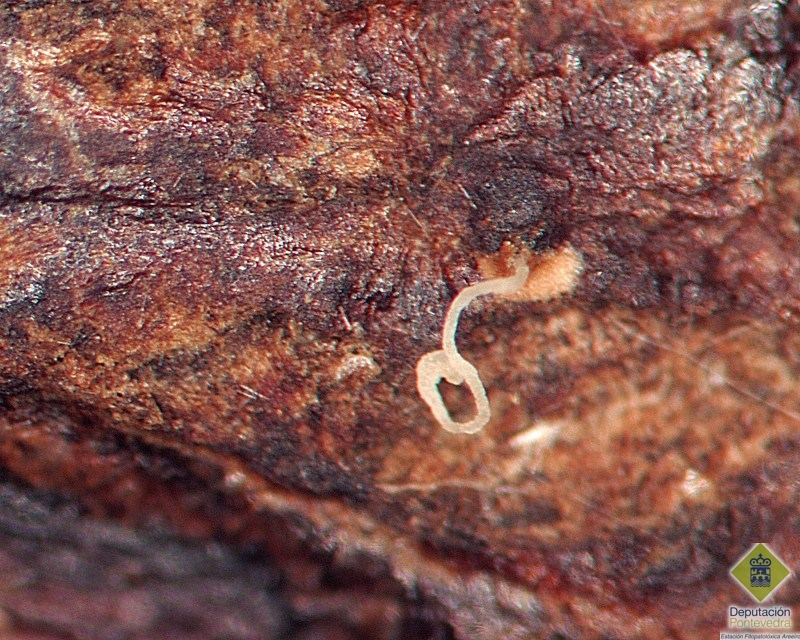 Deputación
Pontevedra
Estación Fitopatolóxica Areeiro